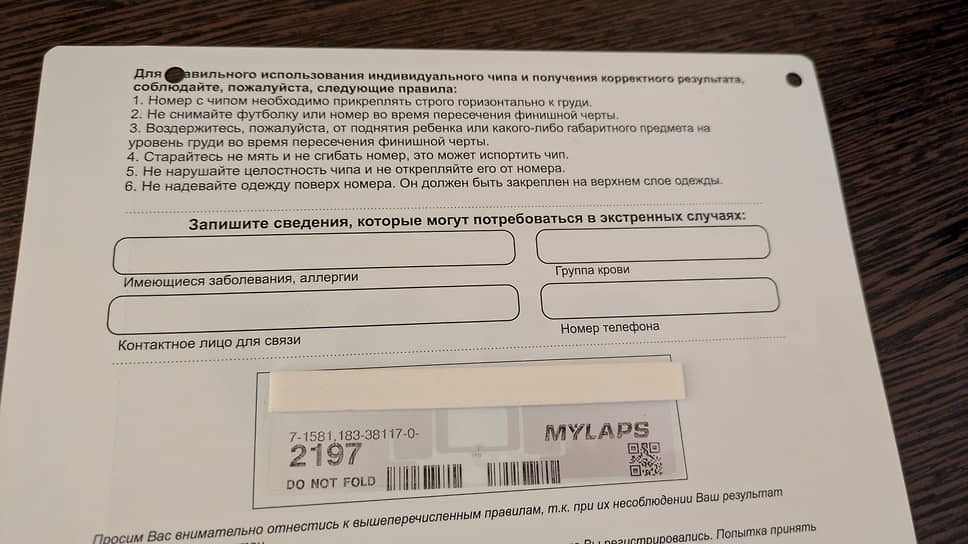 Для авильного использования индивидуального чипа и получения корректного результата,
соблюдайте, пожалуйста, следующие правила:
1. Номер с чипом необходимо прикреплять строго горизонтально к груди.
2. Не снимайте футболку или номер во время пересечения финишной черты.
3. Воздержитесь, пожалуйста, от поднятия ребенка или какого-либо габаритного предмета на
уровень груди во время пересечения финишной черты.
4. Старайтесь не мять и не сгибать номер, это может испортить чип.
5. Не нарушайте целостность чипа и не открепляйте его от номера.
6. Не надевайте одежду поверх номера. Он должен быть закреплен на верхнем слое одежды.
Запишите сведения, которые могут потребоваться в экстренных случаях:
Имеющиеся заболевания, аллергии
Группа крови
Контактное лицо для связи
Номер телефона
7-1581,183-38117-0-
2197
DO NOT FOLD
MYLAPS
Просим Вас внимательно отнестись к вышеперечисленным правилам, т.к. при их несоблюдении Ваш результат
Вы регистрировались. Попытка принять